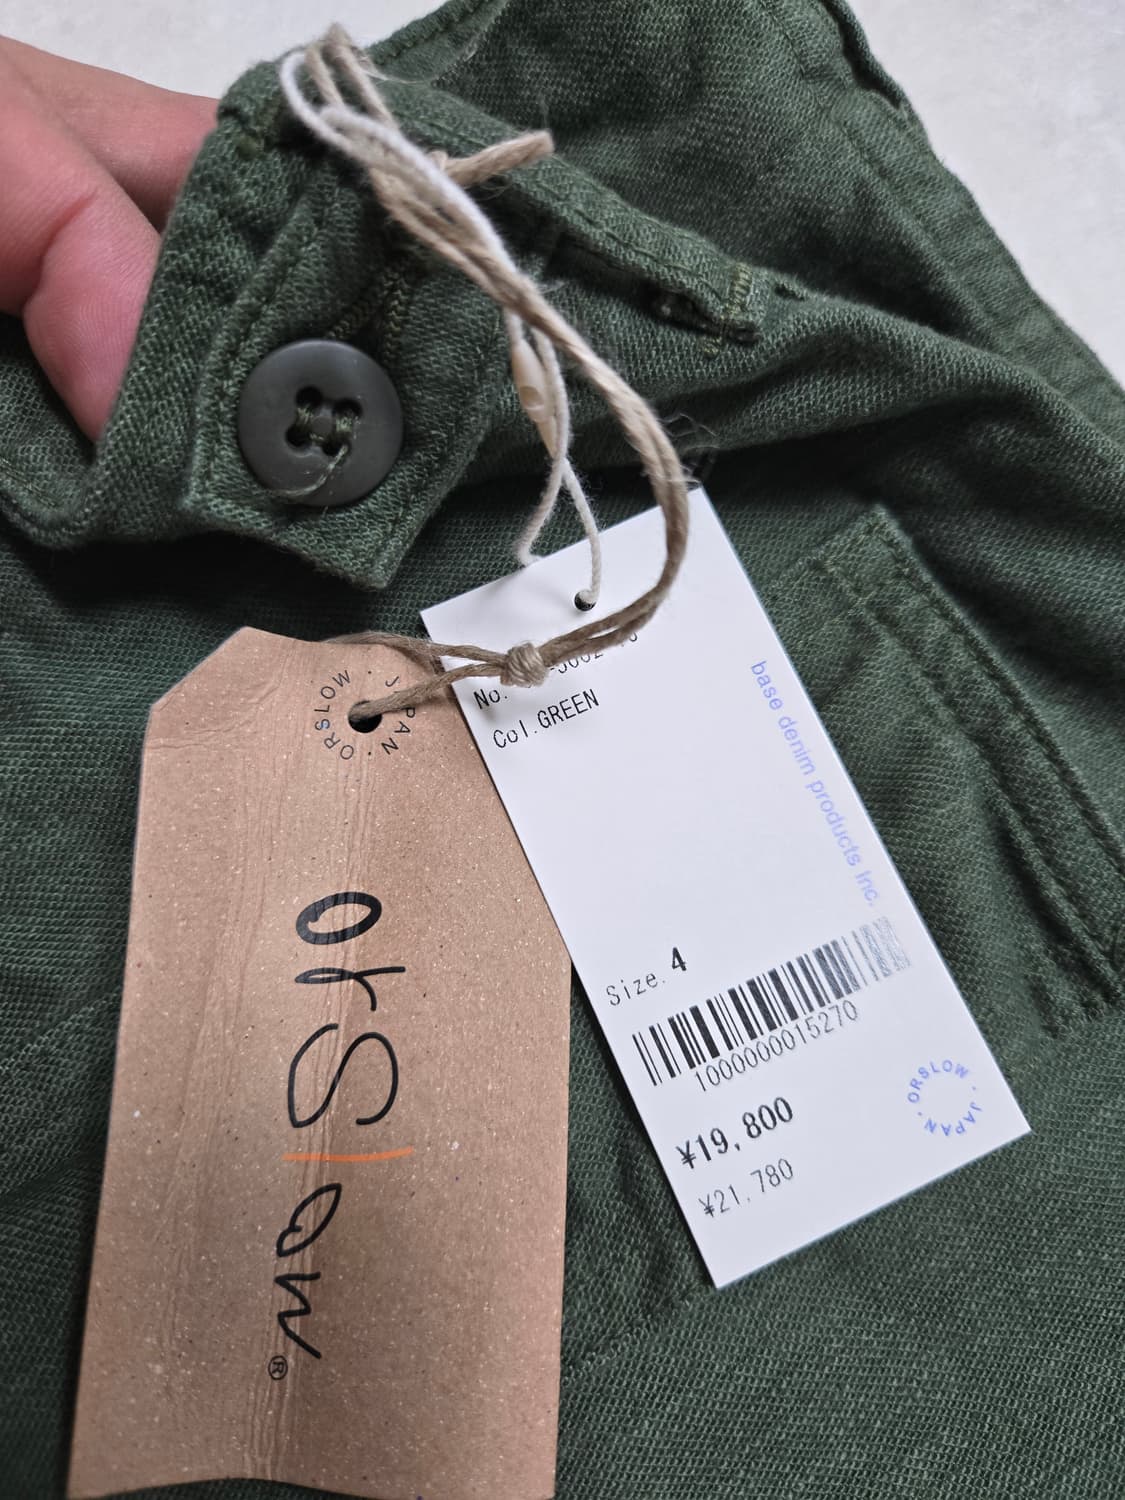 ORSLOW · JAPAN ·
orSlow®
No.
Col.GREEN
base denim products Inc.
Size.4
1000000015270
¥19,800
¥21,780
ORSLOW · JAPAN ·